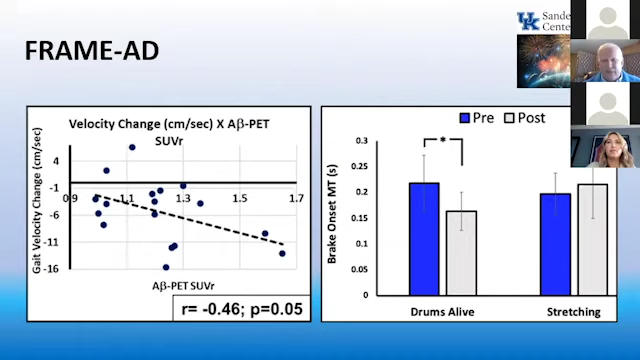 FRAME-AD
UK
Sande
Cente
Velocity Change (cm/sec) X Aβ-PET
SUVr
Gait Velocity Change (cm/sec)
4
-1
-6
-11
-16
0.9
1.1
1.3
1.5
1.7
Aβ-PET SUVr
r= -0.46; p=0.05
Pre
Post
*
Brake Onset MT (s)
0.3
0.25
0.2
0.15
0.1
0.05
0
Drums Alive
Stretching